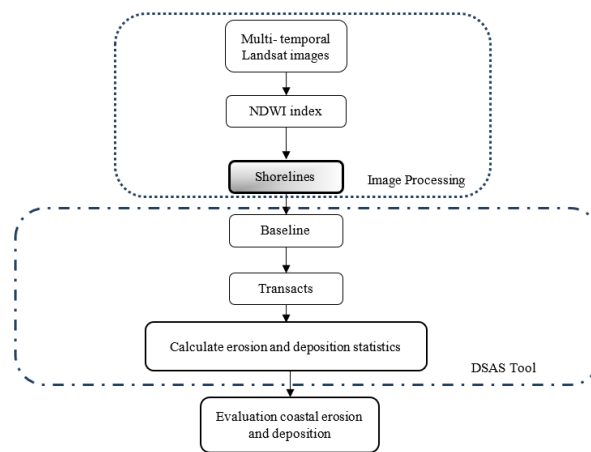 Multi- temporal
Landsat images
NDWI index
Shorelines
Image Processing
Baseline
Transacts
Calculate erosion and deposition statistics
DSAS Tool
Evaluation coastal erosion
and deposition